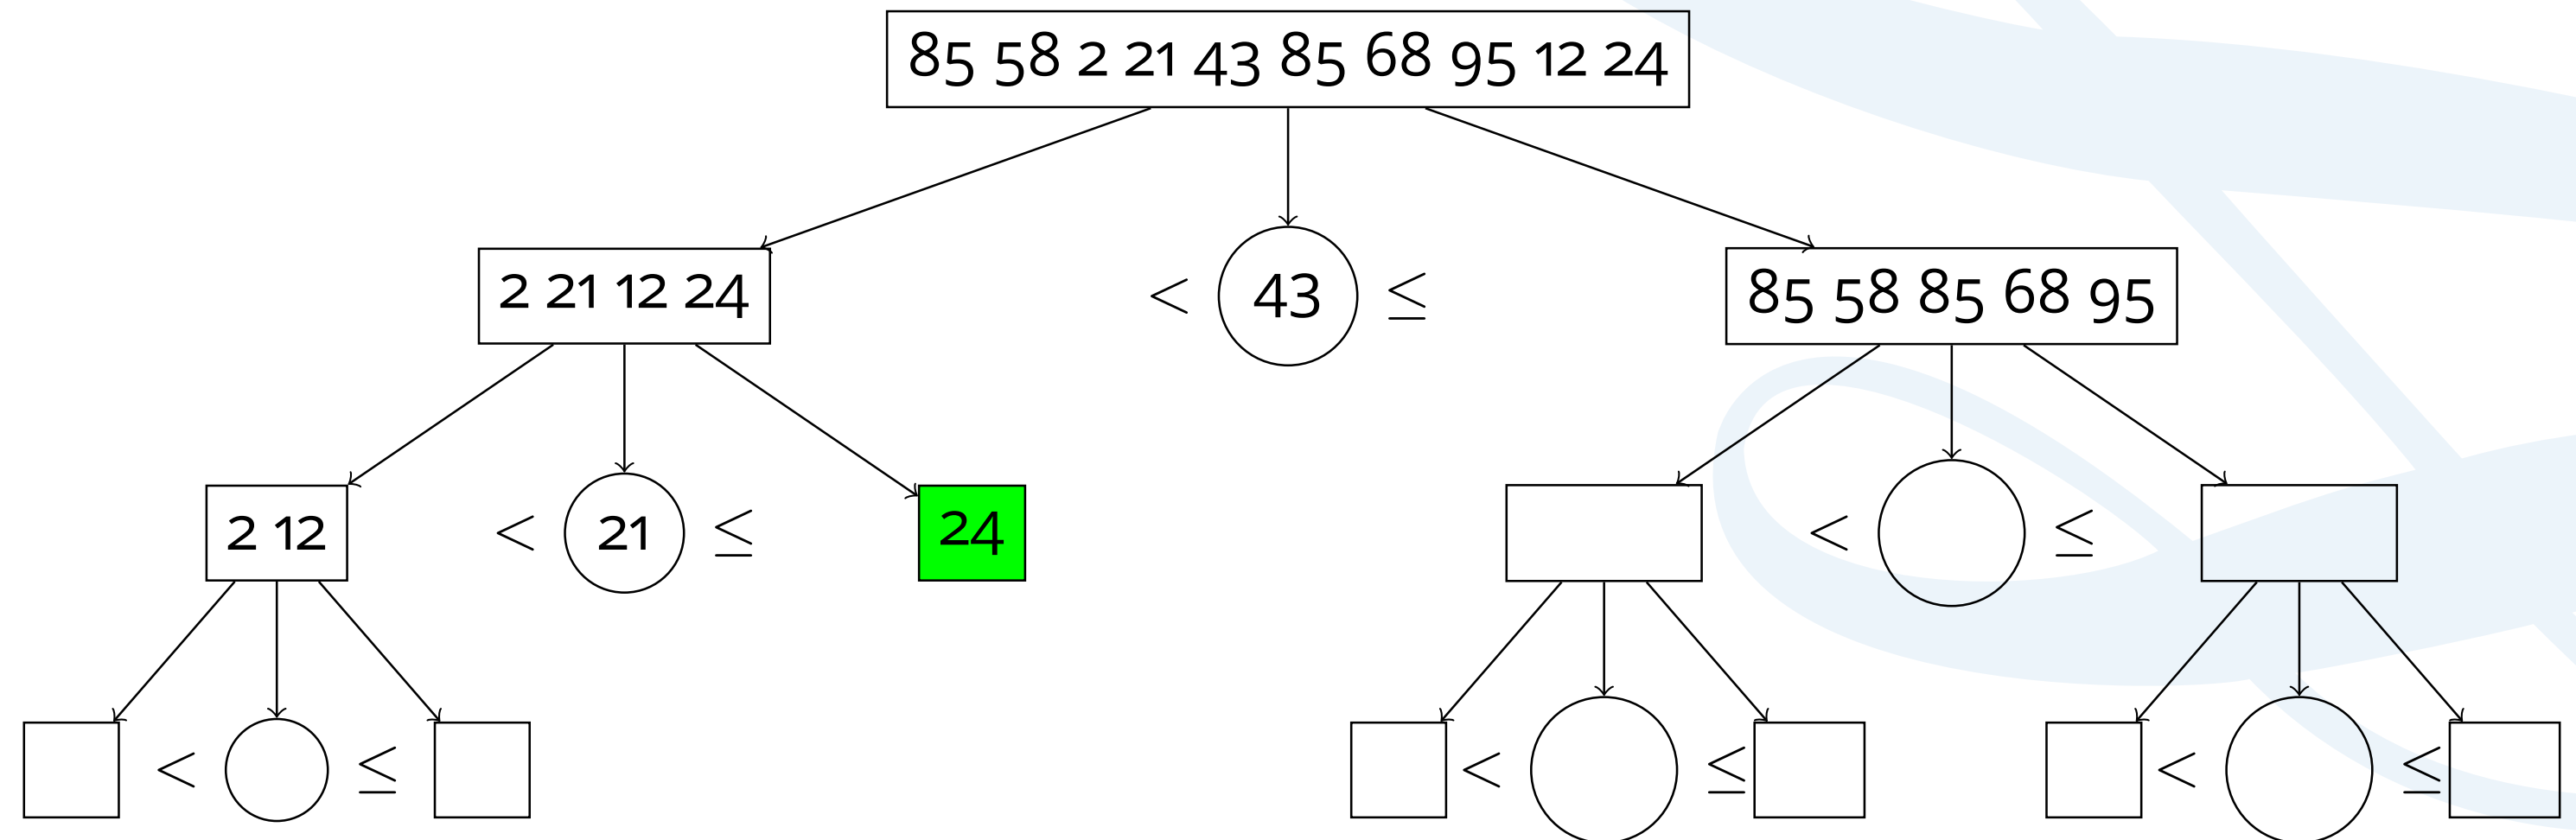 85 58 2 21 43 85 68 95 12 24
2 21 12 24 < 43 ≤ 85 58 85 68 95
2 12 < 21 ≤ 24 < ≤
< ≤ < ≤ < ≤